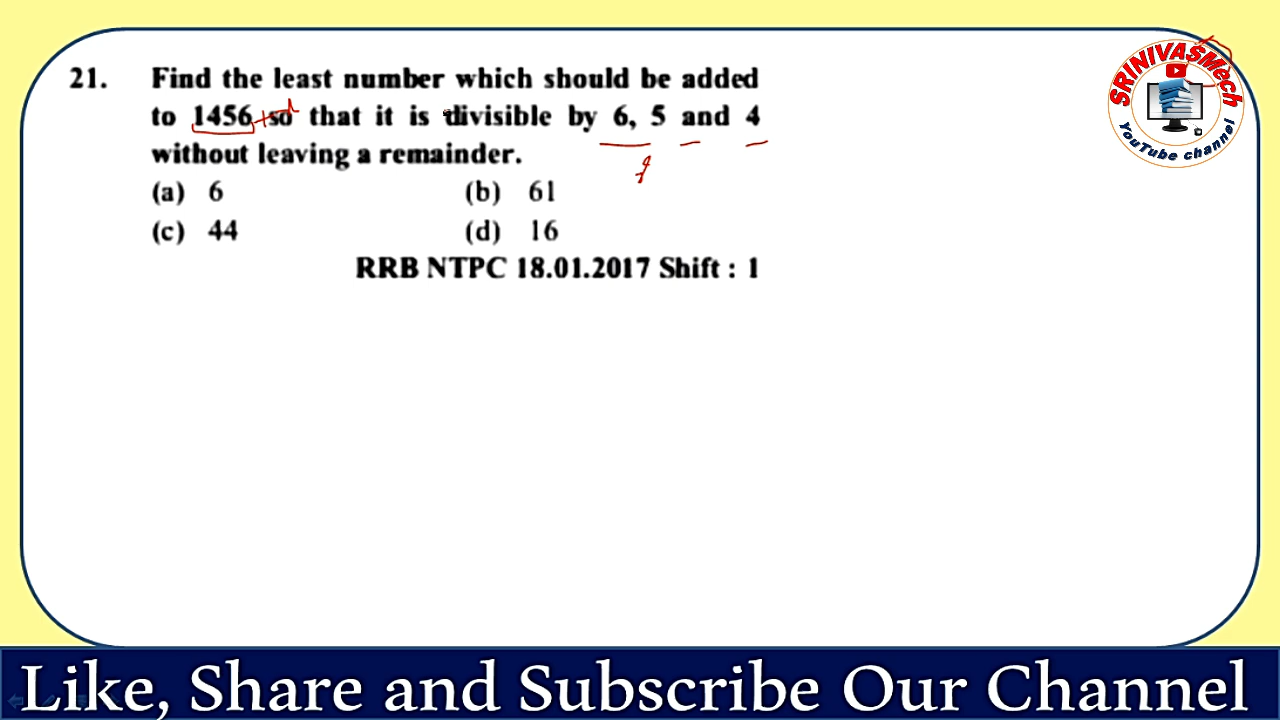 SRINIVASMech
YouTube channel
21. Find the least number which should be added
to 1456 so that it is divisible by 6, 5 and 4
without leaving a remainder.
(a) 6 (b) 61
(c) 44 (d) 16
RRB NTPC 18.01.2017 Shift : 1
Like, Share and Subscribe Our Channel